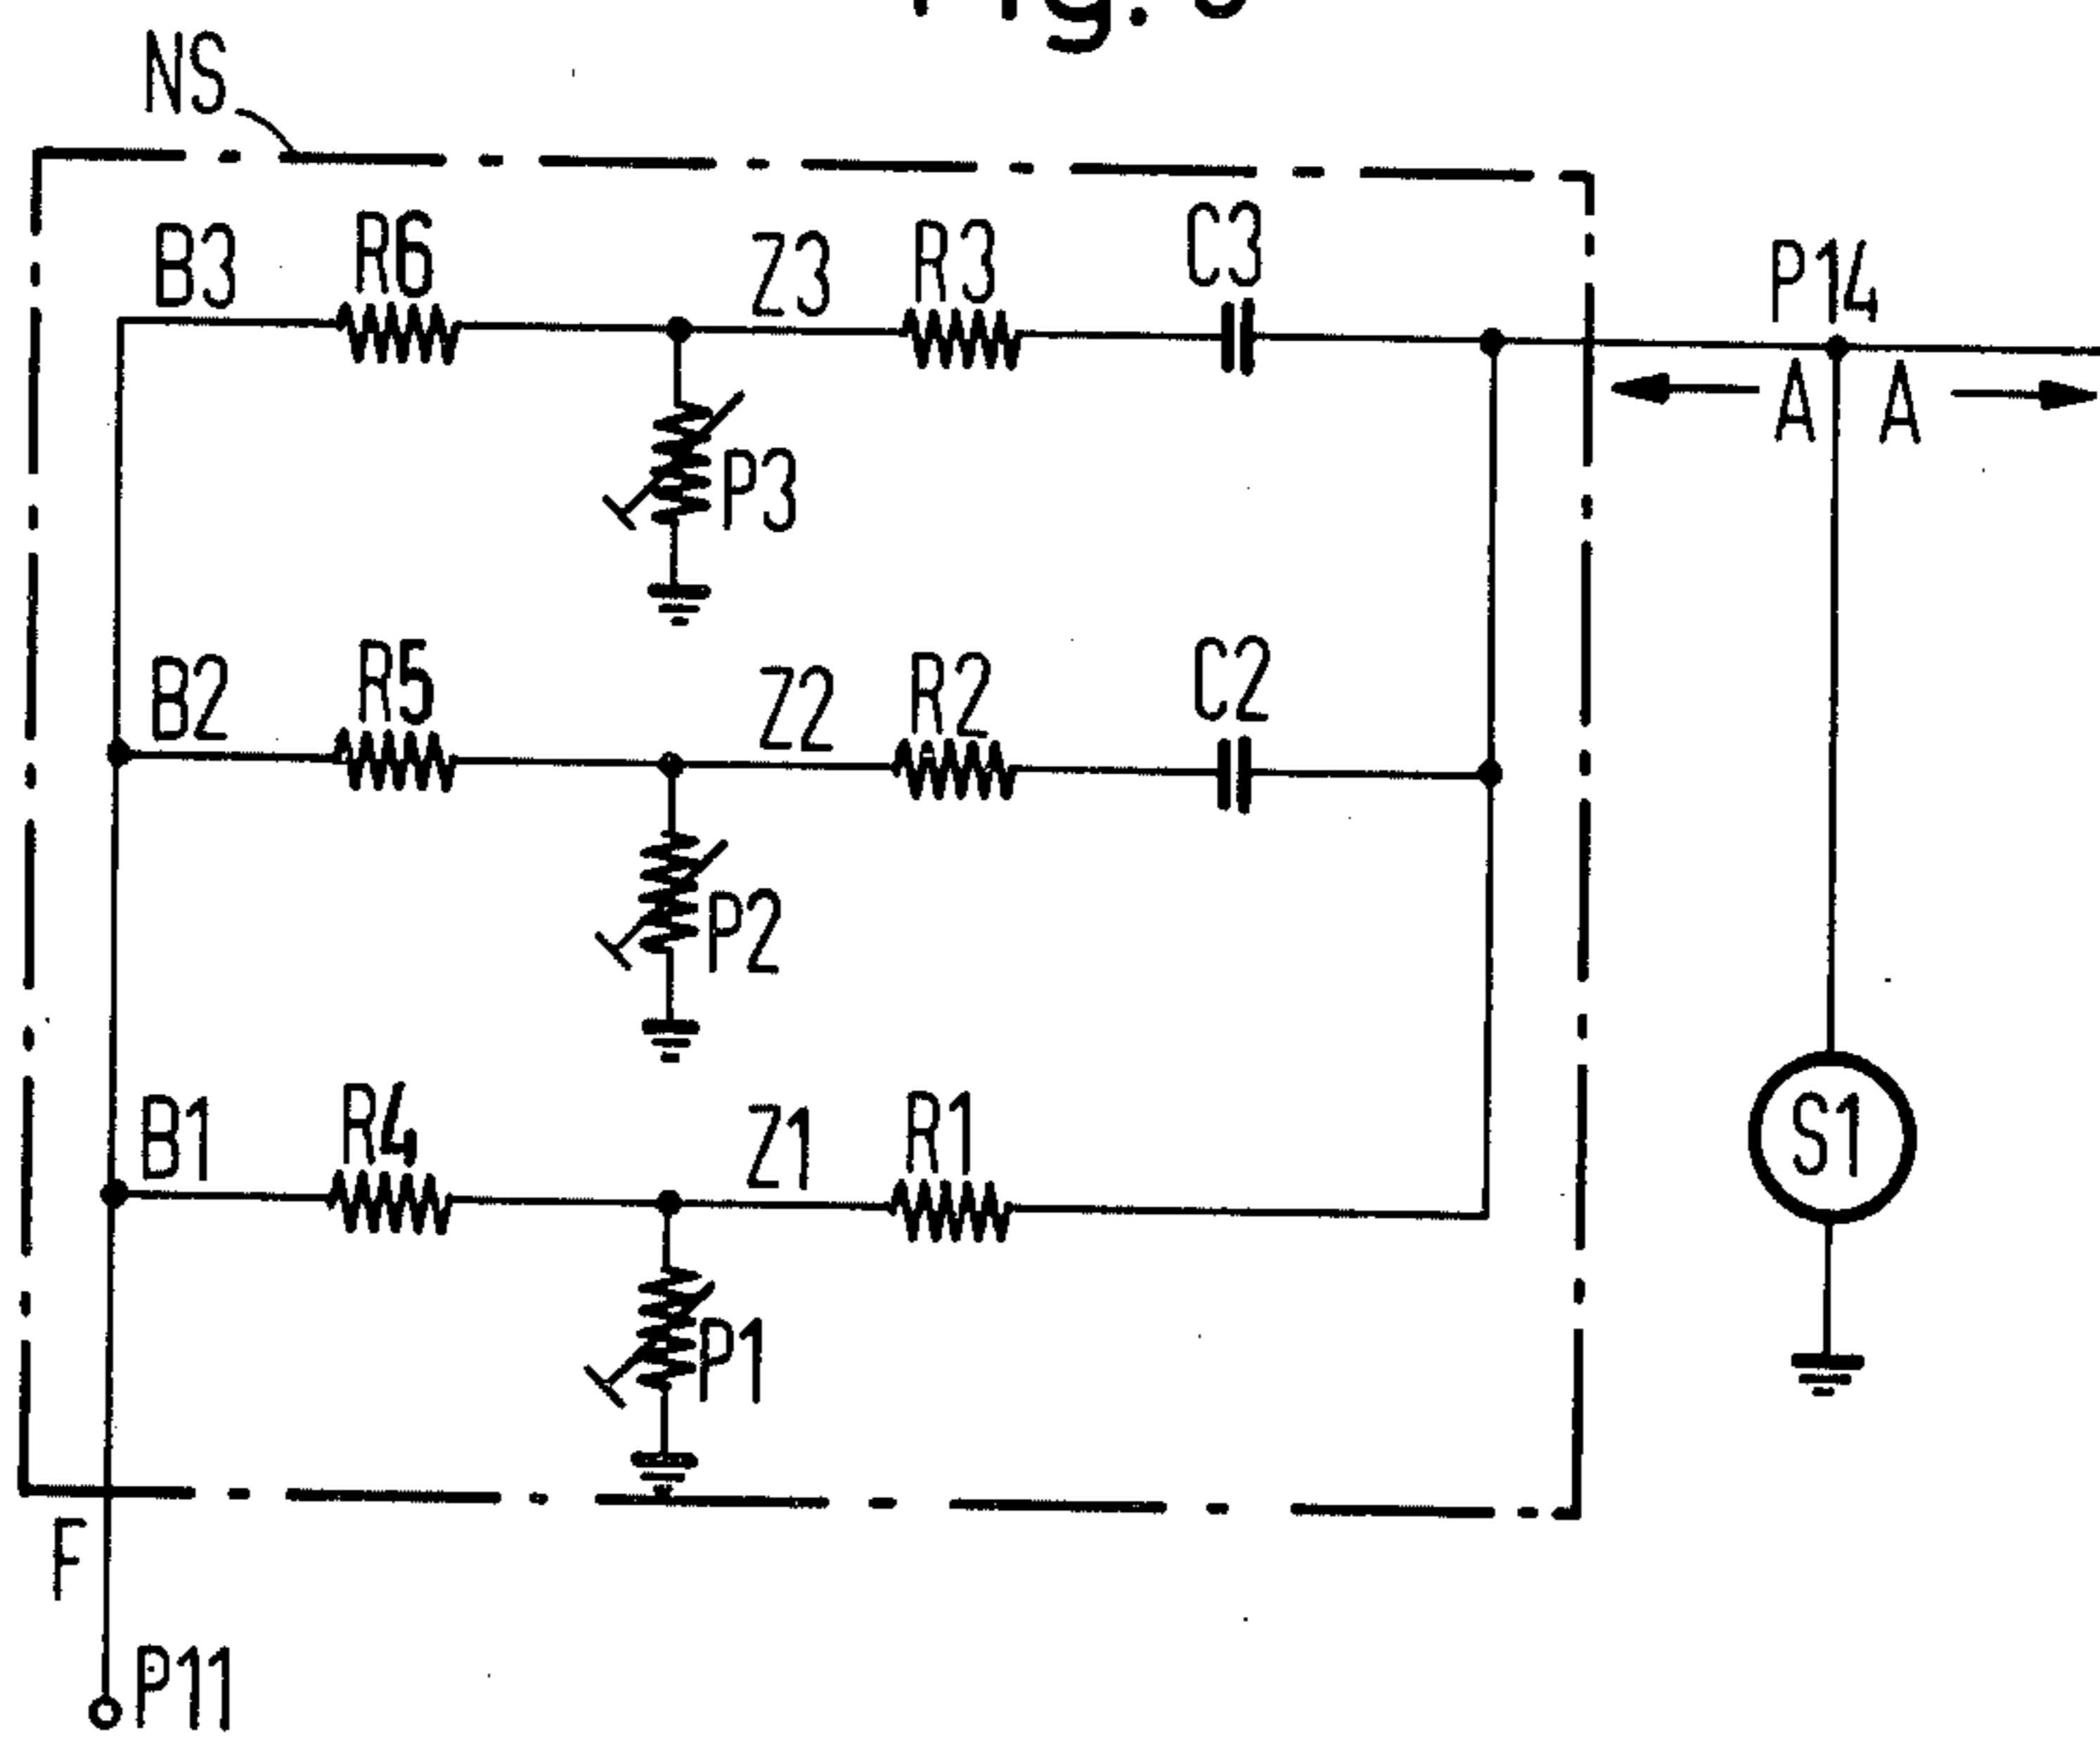 NS
B3 R6 Z3 R3 C3 P14
A A
P3
B2 R5 Z2 R2 C2
P2
B1 R4 Z1 R1 S1
P1
F
P11